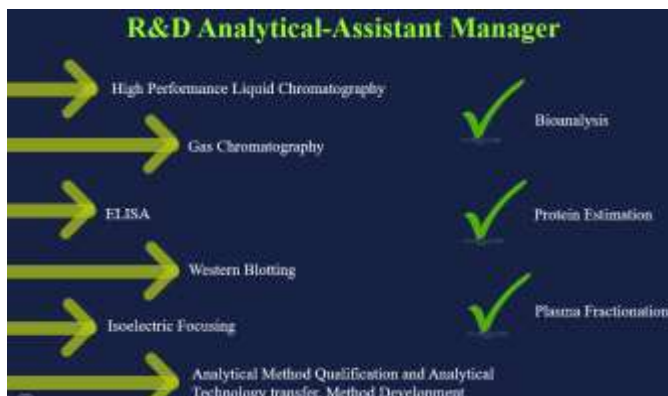 R&D Analytical-Assistant Manager
High Performance Liquid Chromatography
Gas Chromatography
ELISA
Western Blotting
Isoelectric Focusing
Analytical Method Qualification and Analytical
Technology transfer, Method Development
Bioanalysis
Protein Estimation
Plasma Fractionation